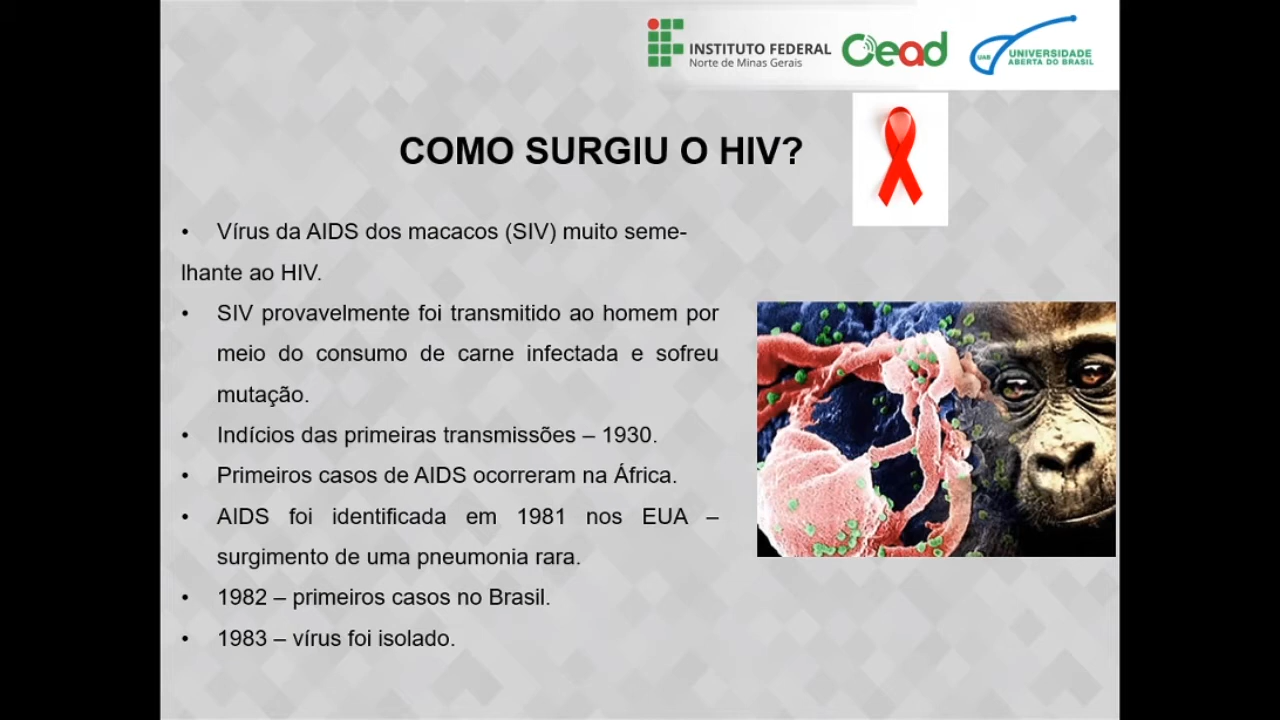 INSTITUTO FEDERAL
Norte de Minas Gerais
Cead
UAB
UNIVERSIDADE
ABERTA DO BRASIL
COMO SURGIU O HIV?
• Vírus da AIDS dos macacos (SIV) muito seme-
lhante ao HIV.
• SIV provavelmente foi transmitido ao homem por
meio do consumo de carne infectada e sofreu
mutação.
• Indícios das primeiras transmissões – 1930.
• Primeiros casos de AIDS ocorreram na África.
• AIDS foi identificada em 1981 nos EUA –
surgimento de uma pneumonia rara.
• 1982 – primeiros casos no Brasil.
• 1983 – vírus foi isolado.